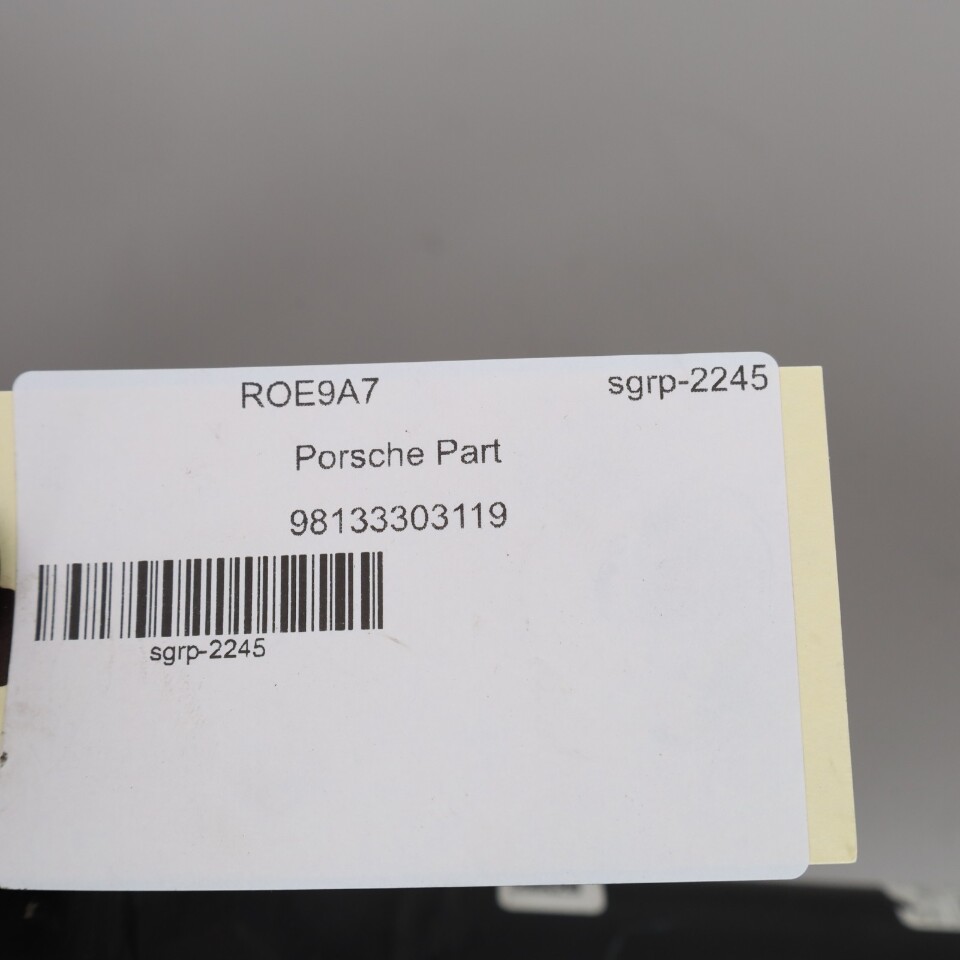 ROE9A7 sgrp-2245
Porsche Part
98133303119
sgrp-2245